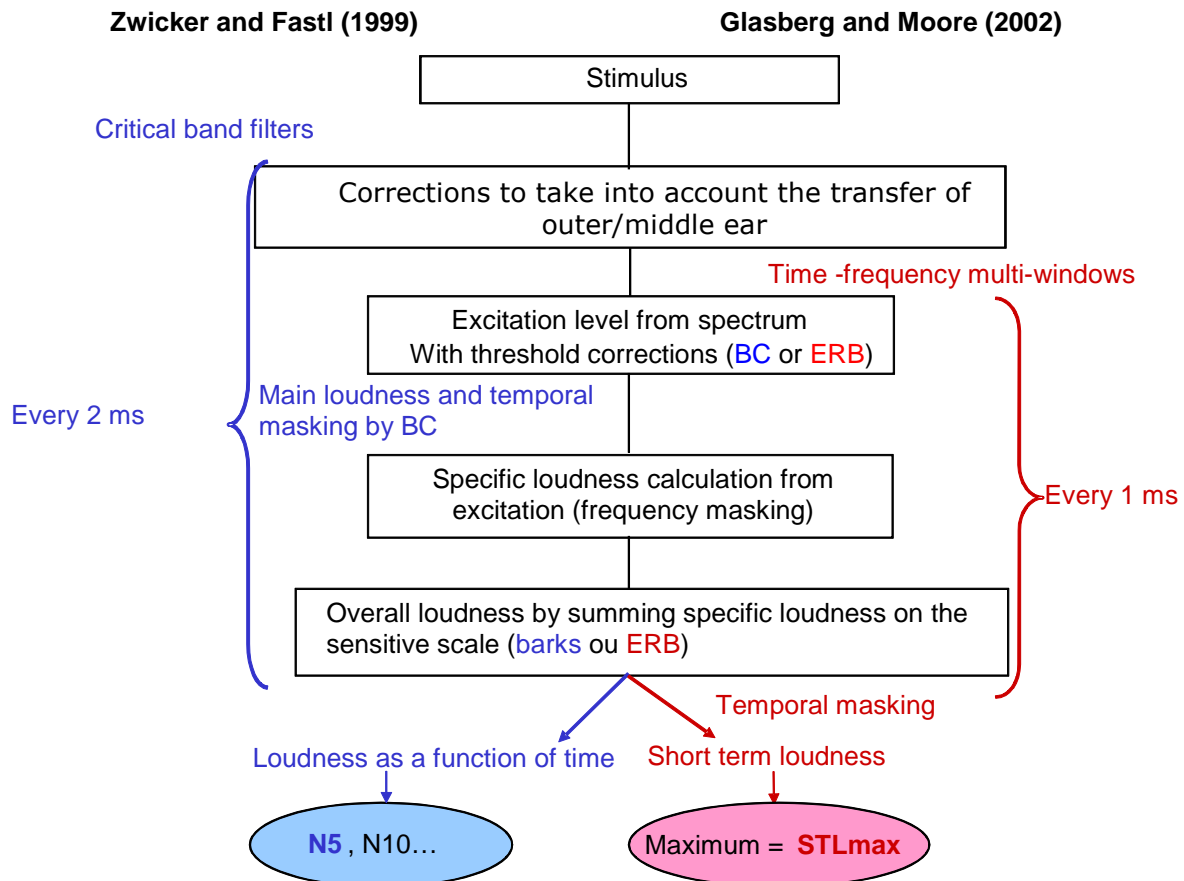 Zwicker and Fastl (1999)
Glasberg and Moore (2002)
Stimulus
Critical band filters
Corrections to take into account the transfer of
outer/middle ear
Time -frequency multi-windows
Excitation level from spectrum
With threshold corrections (BC or ERB)
Every 2 ms
Main loudness and temporal
masking by BC
Specific loudness calculation from
excitation (frequency masking)
Every 1 ms
Overall loudness by summing specific loudness on the
sensitive scale (barks ou ERB)
Temporal masking
Loudness as a function of time
Short term loudness
N5 , N10…
Maximum = STLmax